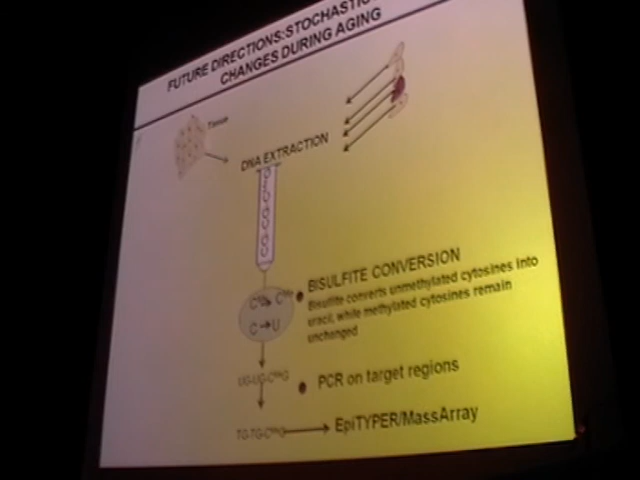 FUTURE DIRECTIONS: STOCHASTIC
CHANGES DURING AGING
Tissue
DNA EXTRACTION
BISULFITE CONVERSION
Bisulfite converts unmethylated cytosines into
uracil, while methylated cytosines remain
unchanged
C → U
PCR on target regions
EpiTYPER/MassArray